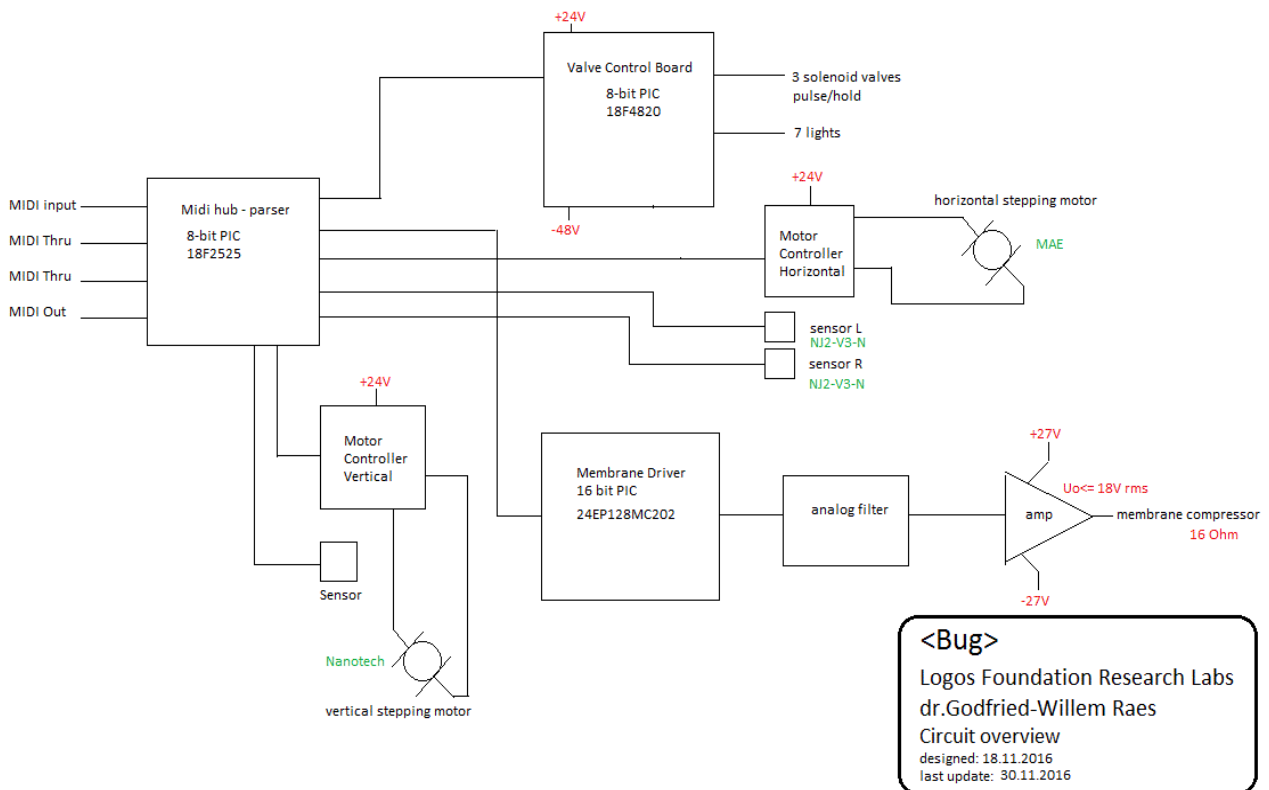 +24V
Valve Control Board
8-bit PIC
18F4820
3 solenoid valves
pulse/hold
7 lights
-48V
MIDI input
MIDI Thru
MIDI Thru
MIDI Out
Midi hub - parser
8-bit PIC
18F2525
+24V
Motor
Controller
Horizontal
horizontal stepping motor
MAE
sensor L
NJ2-V3-N
sensor R
NJ2-V3-N
+24V
Motor
Controller
Vertical
Sensor
Nanotech
vertical stepping motor
Membrane Driver
16 bit PIC
24EP128MC202
analog filter
+27V
Uo<= 18V rms
amp
membrane compressor
16 Ohm
-27V
<Bug>
Logos Foundation Research Labs
dr.Godfried-Willem Raes
Circuit overview
designed: 18.11.2016
last update: 30.11.2016